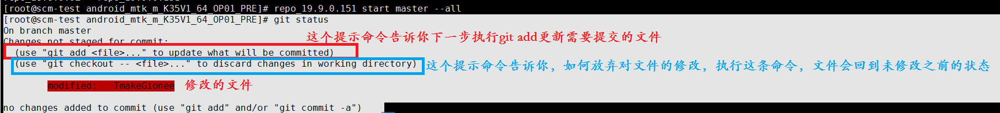 [root@scm-test android_mtk_m_K35V1_64_OP01_PRE]# repo_19.9.0.151 start master --all
[root@scm-test android_mtk_m_K35V1_64_OP01_PRE]# git status
On branch master
Changes not staged for commit:
这个提示命令告诉你下一步执行git add更新需要提交的文件
(use "git add <file>..." to update what will be committed)
(use "git checkout -- <file>..." to discard changes in working directory)
这个提示命令告诉你，如何放弃对文件的修改，执行这条命令，文件会回到未修改之前的状态
modified:   TmakeGionee
修改的文件
no changes added to commit (use "git add" and/or "git commit -a")